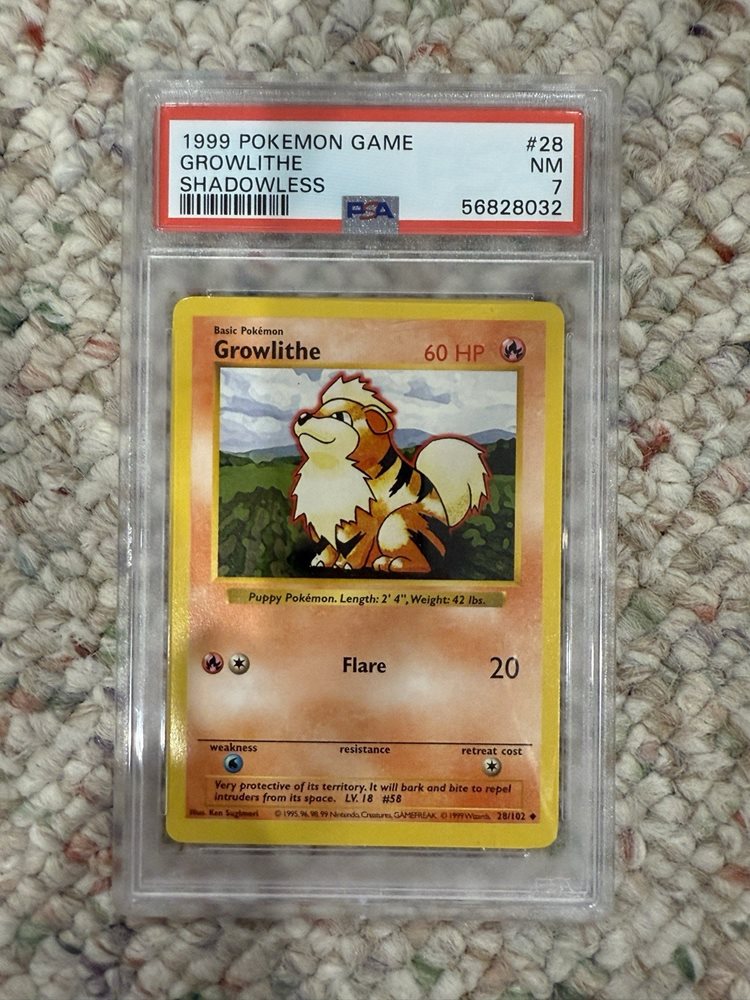 1999 POKEMON GAME #28
GROWLITHE NM
SHADOWLESS 7
PSA 56828032
Basic Pokémon
Growlithe 60 HP
Puppy Pokémon. Length: 2' 4", Weight: 42 lbs.
Flare 20
weakness resistance retreat cost
Very protective of its territory. It will bark and bite to repel
intruders from its space. LV. 18 #58
Illus. Ken Sugimori © 1995, 96, 98, 99 Nintendo, Creatures, GAMEFREAK. © 1999 Wizards. 28/102